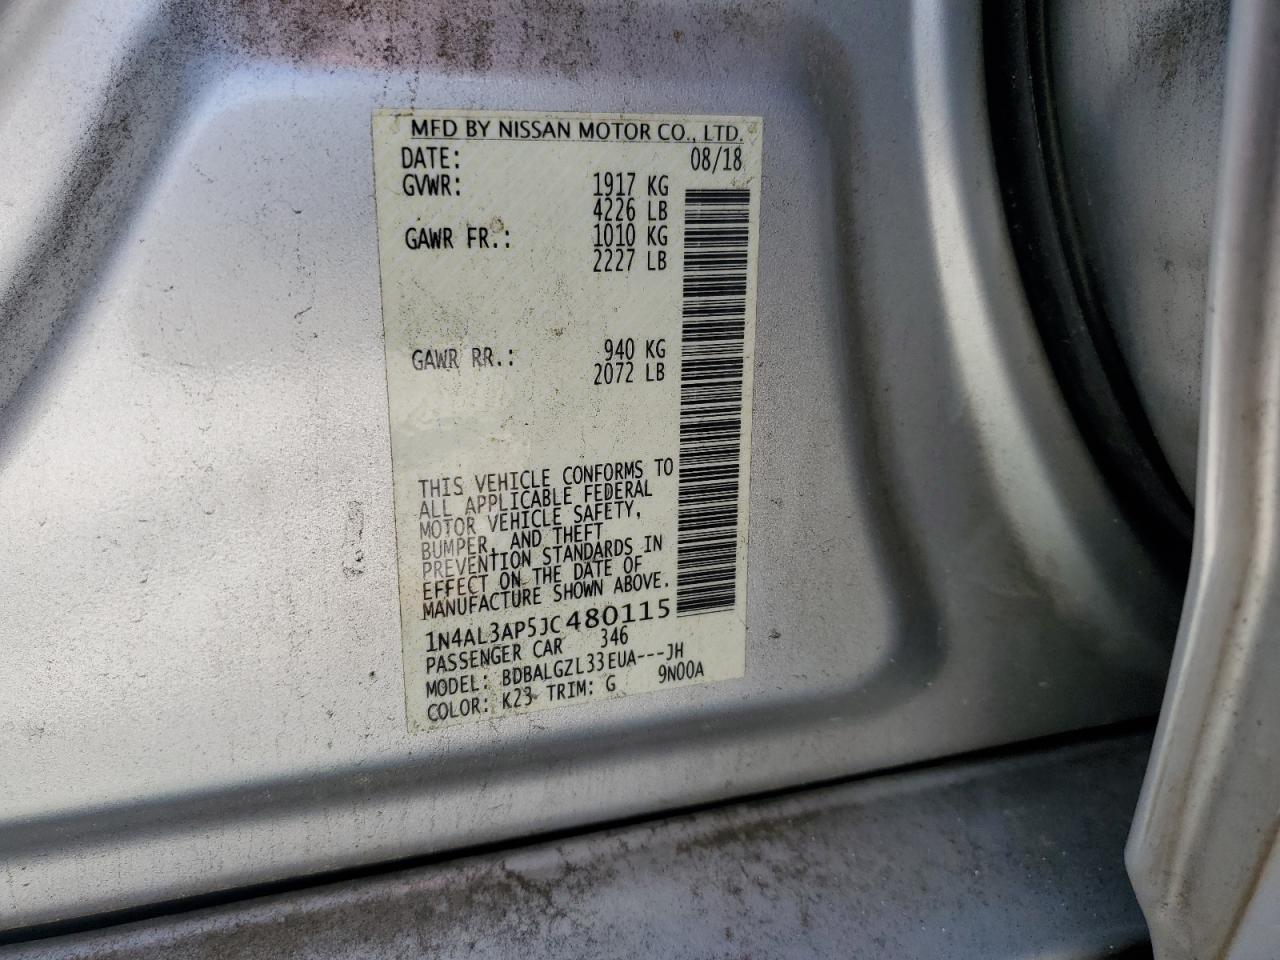 MFD BY NISSAN MOTOR CO., LTD.
DATE: 08/18
GVWR: 1917 KG
4226 LB
GAWR FR.: 1010 KG
2227 LB
GAWR RR.: 940 KG
2072 LB
THIS VEHICLE CONFORMS TO
ALL APPLICABLE FEDERAL
MOTOR VEHICLE SAFETY,
BUMPER, AND THEFT
PREVENTION STANDARDS IN
EFFECT ON THE DATE OF
MANUFACTURE SHOWN ABOVE.
1N4AL3AP5JC480115
PASSENGER CAR 346
MODEL: BDBALGZL33EUA---JH
COLOR: K23 TRIM: G 9N00A